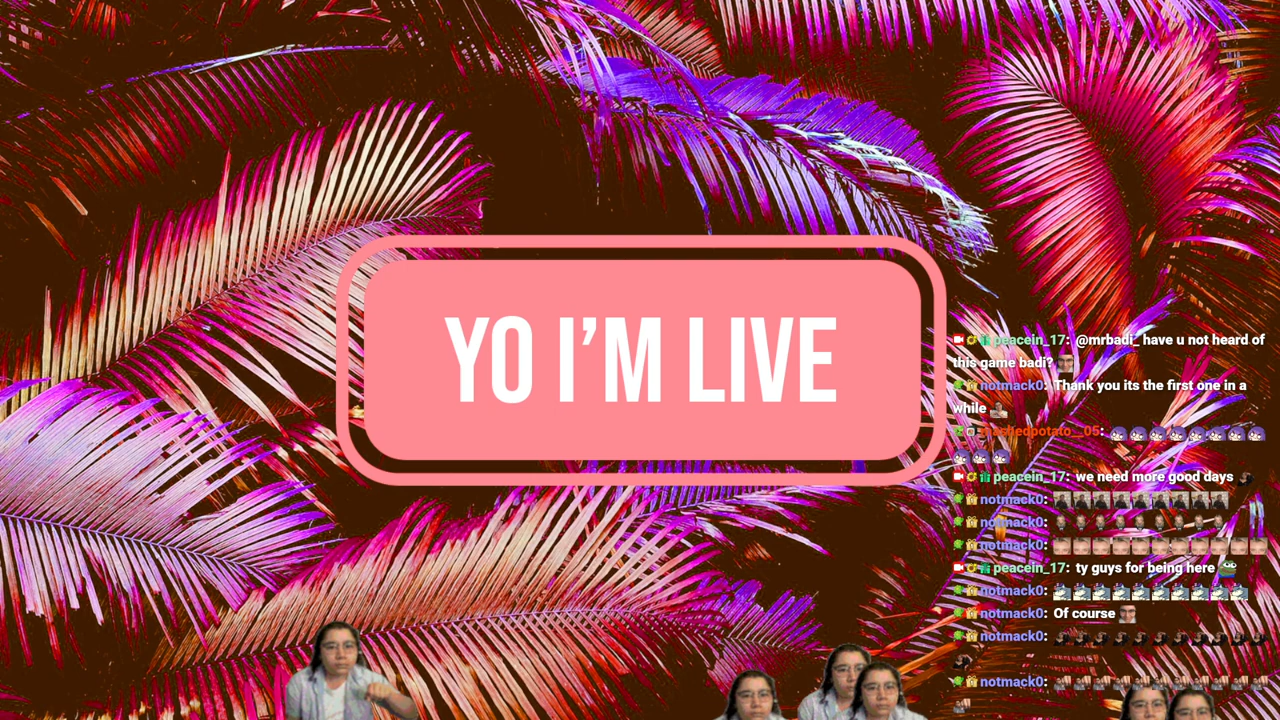 YO I’M LIVE
peacein_17: @mrbadi_ have u not heard of
this game badi?
notmack0: Thank you its the first one in a
while
mashedpotato__05:
peacein_17: we need more good days
notmack0:
notmack0:
notmack0:
peacein_17: ty guys for being here
notmack0:
notmack0: Of course
notmack0:
notmack0: